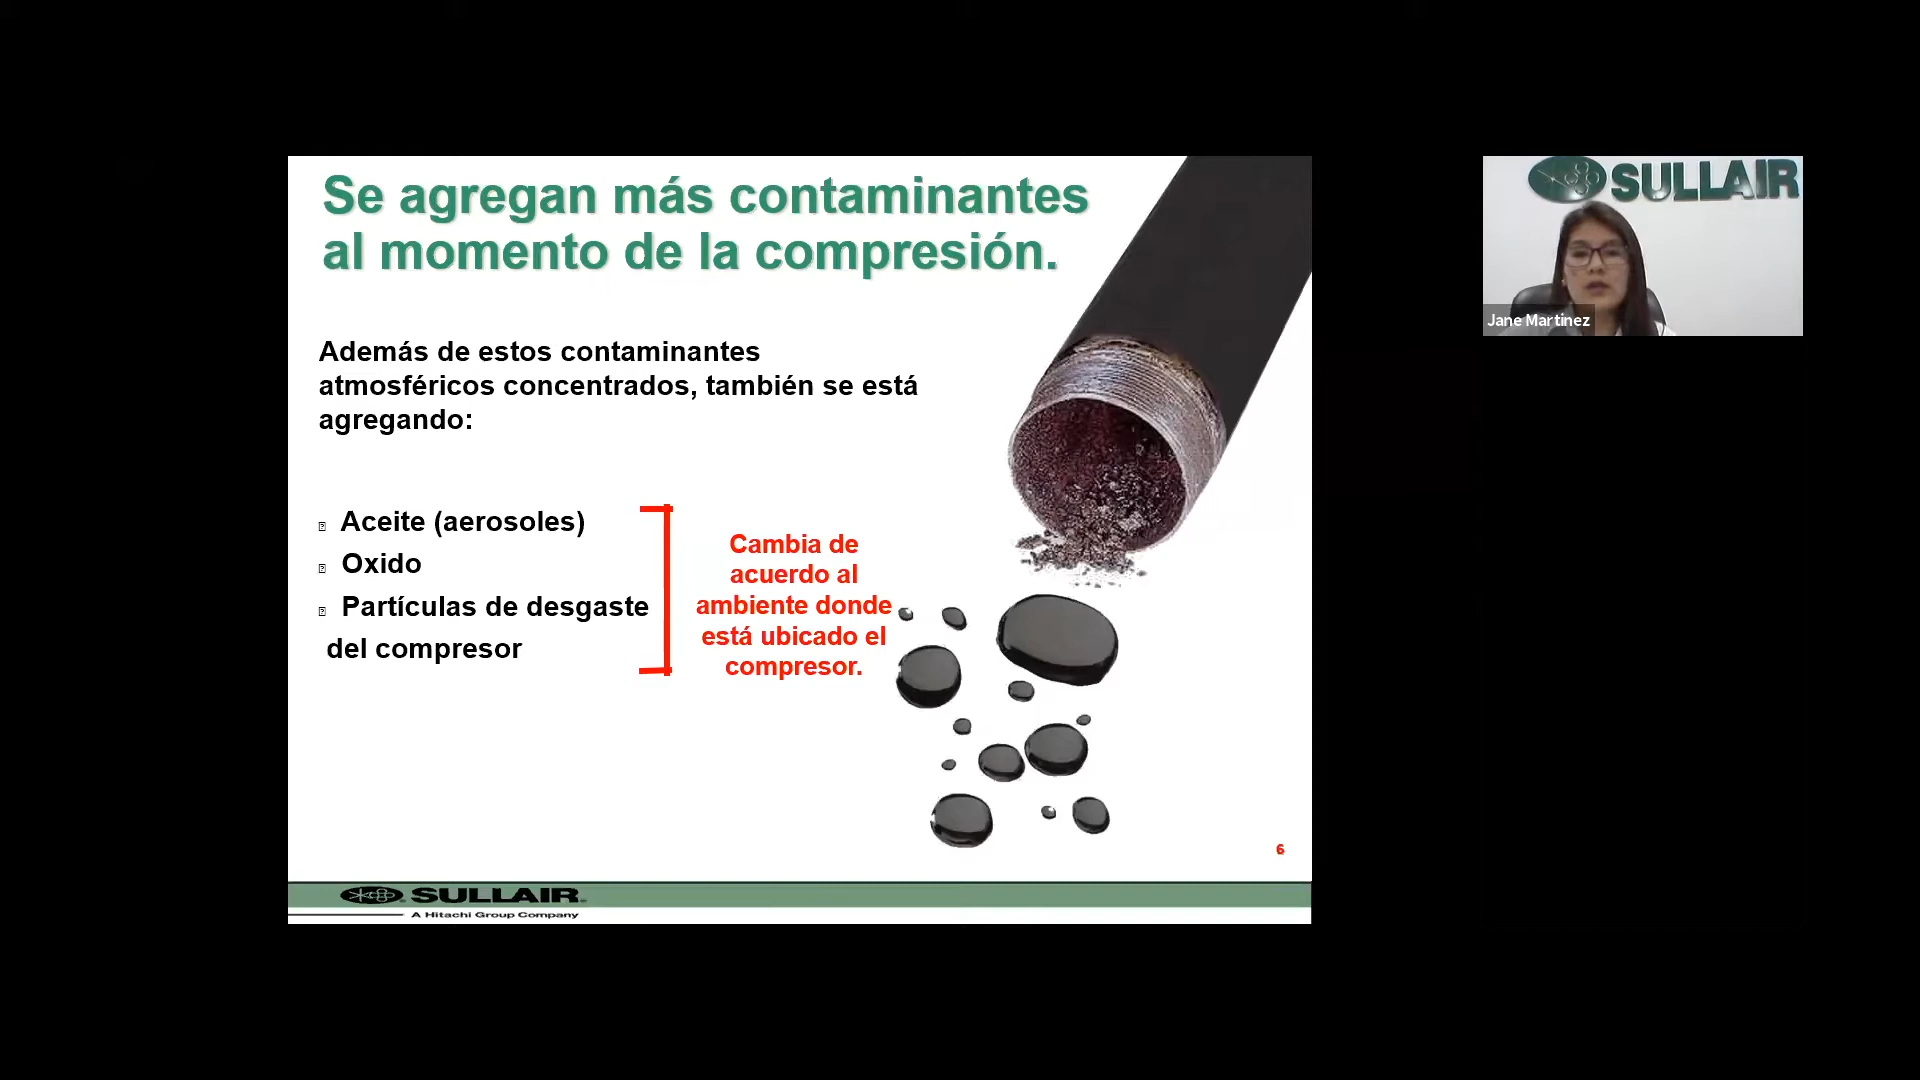 Se agregan más contaminantes
al momento de la compresión.
Además de estos contaminantes
atmosféricos concentrados, también se está
agregando:
Aceite (aerosoles)
Oxido
Partículas de desgaste
del compresor
Cambia de
acuerdo al
ambiente donde
está ubicado el
compresor.
6
SULLAIR
A Hitachi Group Company
SULLAIR
Jane Martinez